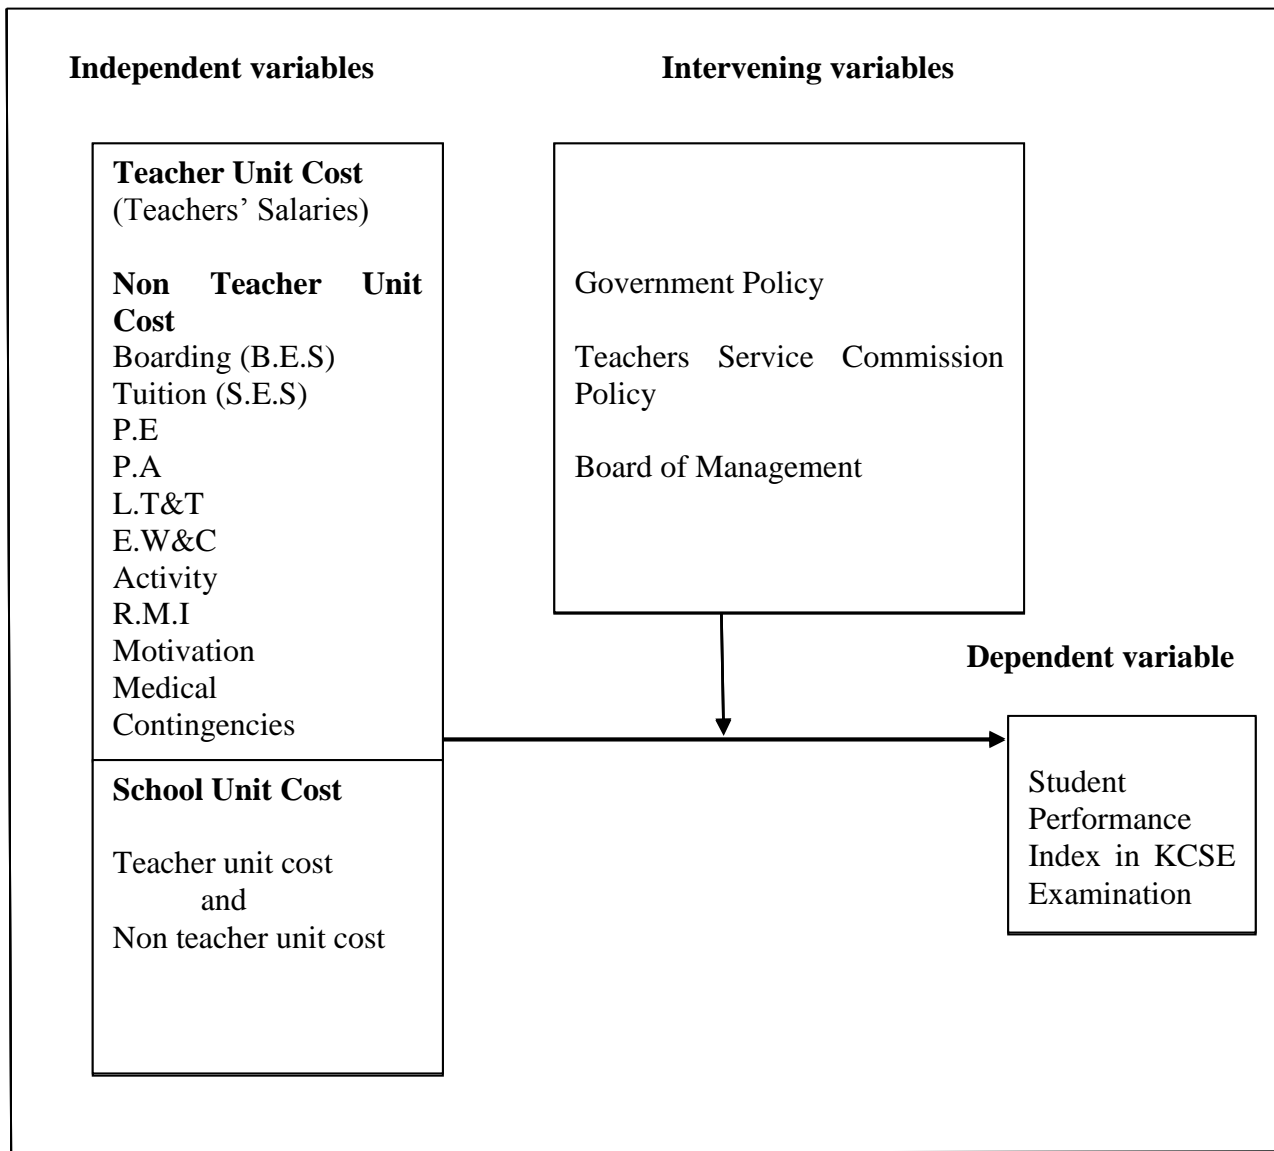 Independent variables
Intervening variables
Teacher Unit Cost
(Teachers’ Salaries)
Non Teacher Unit
Cost
Boarding (B.E.S)
Tuition (S.E.S)
P.E
P.A
L.T&T
E.W&C
Activity
R.M.I
Motivation
Medical
Contingencies
School Unit Cost
Teacher unit cost
and
Non teacher unit cost
Government Policy
Teachers Service Commission
Policy
Board of Management
Dependent variable
Student
Performance
Index in KCSE
Examination